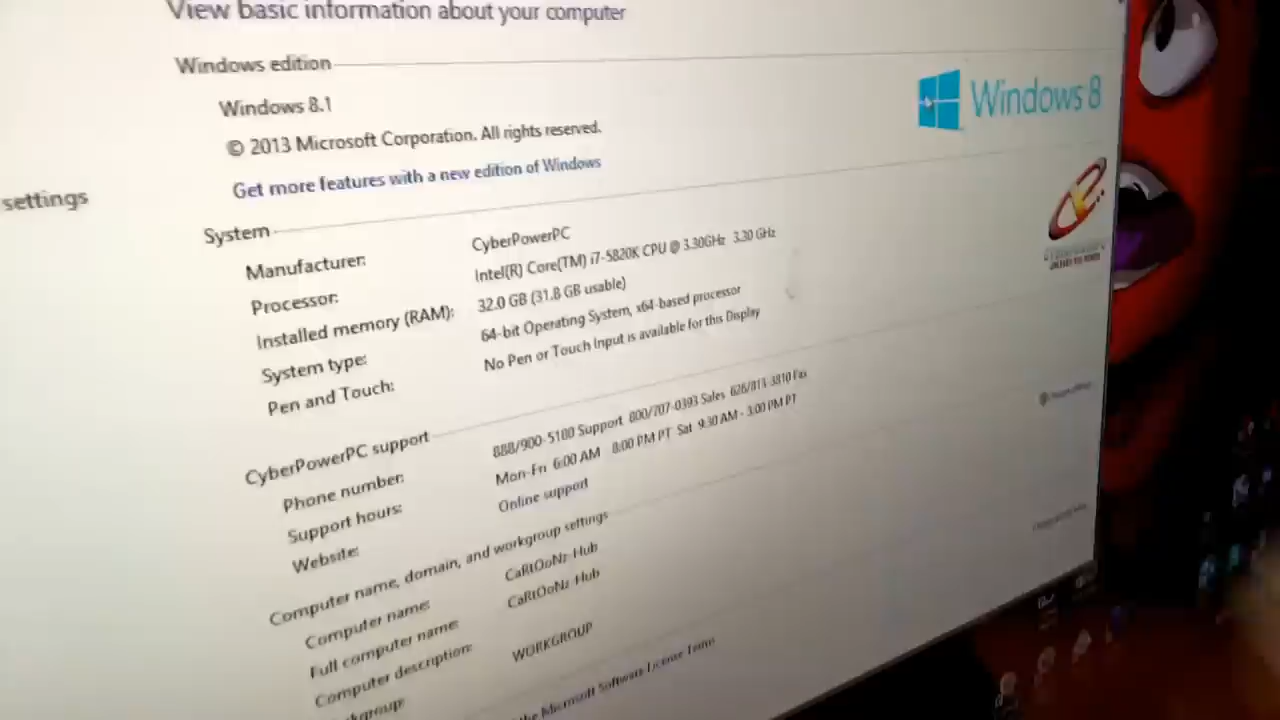 View basic information about your computer
Windows edition
Windows 8.1
© 2013 Microsoft Corporation. All rights reserved.
Get more features with a new edition of Windows
Windows 8
settings
System
Manufacturer: CyberPowerPC
Processor: Intel(R) Core(TM) i7-5820K CPU @ 3.30GHz 3.30 GHz
Installed memory (RAM): 32.0 GB (31.8 GB usable)
System type: 64-bit Operating System, x64-based processor
Pen and Touch: No Pen or Touch Input is available for this Display
CyberPowerPC support
Phone number: 888/900-5180 Support 800/707-0393 Sales 626/813-3810 Fax
Support hours: Mon-Fri 6:00 AM 8:00 PM PT Sat 9:30 AM - 3:00 PM PT
Website: Online support
Computer name, domain, and workgroup settings
Computer name: CaRtOoNz-Hub
Full computer name: CaRtOoNz-Hub
Computer description:
WORKGROUP
the Microsoft Software License Terms